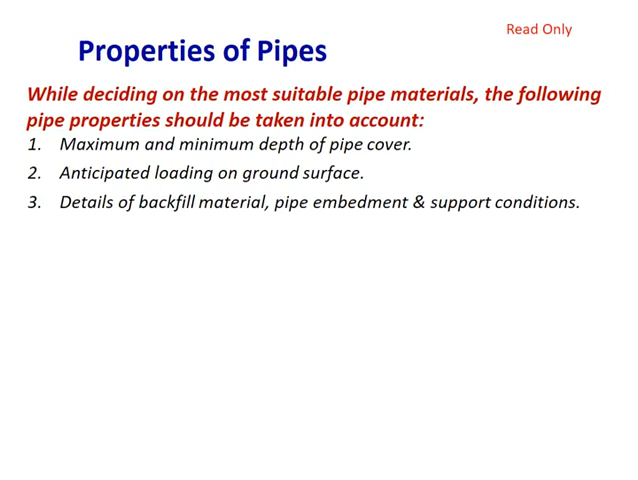 Read Only
Properties of Pipes
While deciding on the most suitable pipe materials, the following
pipe properties should be taken into account:
1. Maximum and minimum depth of pipe cover.
2. Anticipated loading on ground surface.
3. Details of backfill material, pipe embedment & support conditions.